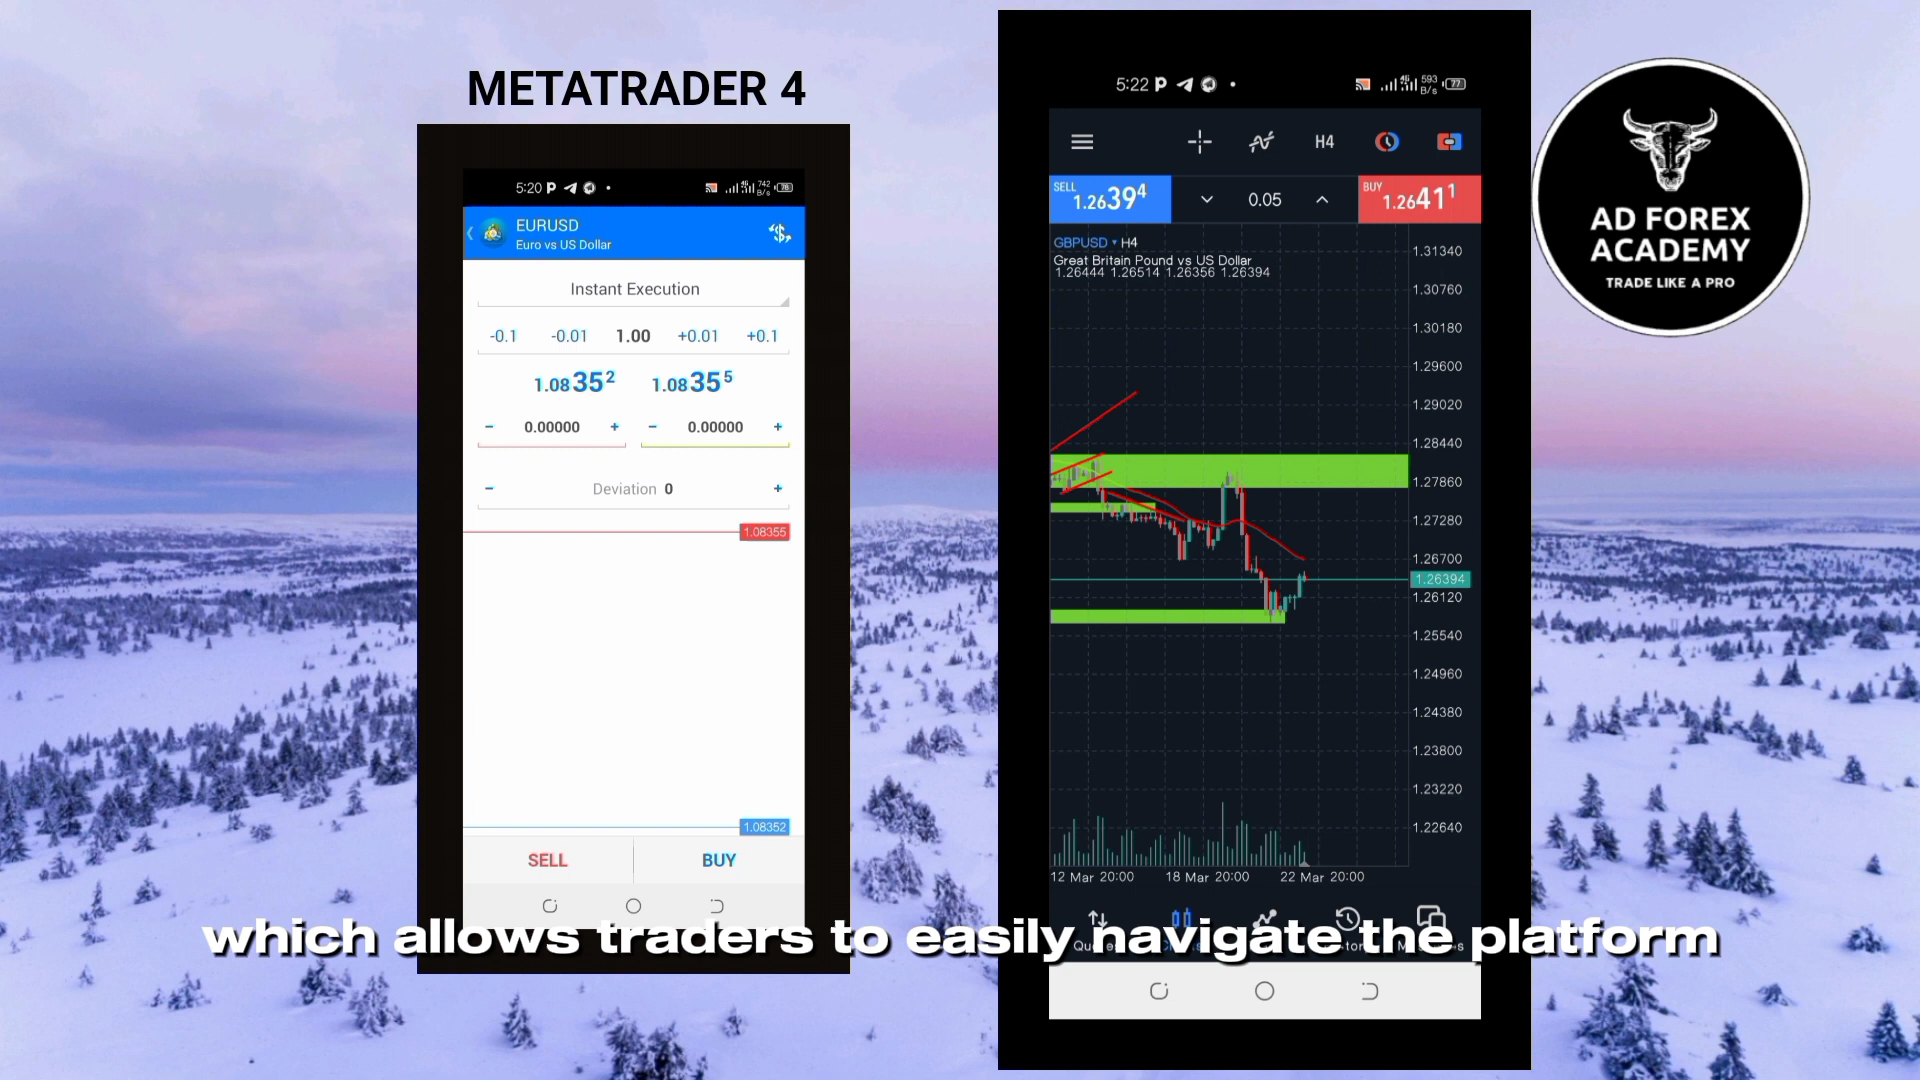 METATRADER 4
5:20
742 B/s
78
EURUSD
Euro vs US Dollar
Instant Execution
-0.1 -0.01 1.00 +0.01 +0.1
1.08352 1.08355
- 0.00000 + - 0.00000 +
- Deviation 0 +
1.08355
1.08352
SELL BUY
5:22
593 B/s
77
H4
SELL 1.26394
0.05
BUY 1.26411
GBPUSD ▾ H4
Great Britain Pound vs US Dollar
1.26444 1.26514 1.26356 1.26394
1.31340
1.30760
1.30180
1.29600
1.29020
1.28440
1.27860
1.27280
1.26700
1.26394
1.26120
1.25540
1.24960
1.24380
1.23800
1.23220
1.22640
12 Mar 20:00 18 Mar 20:00 22 Mar 20:00
AD FOREX
ACADEMY
TRADE LIKE A PRO
which allows traders to easily navigate the platform